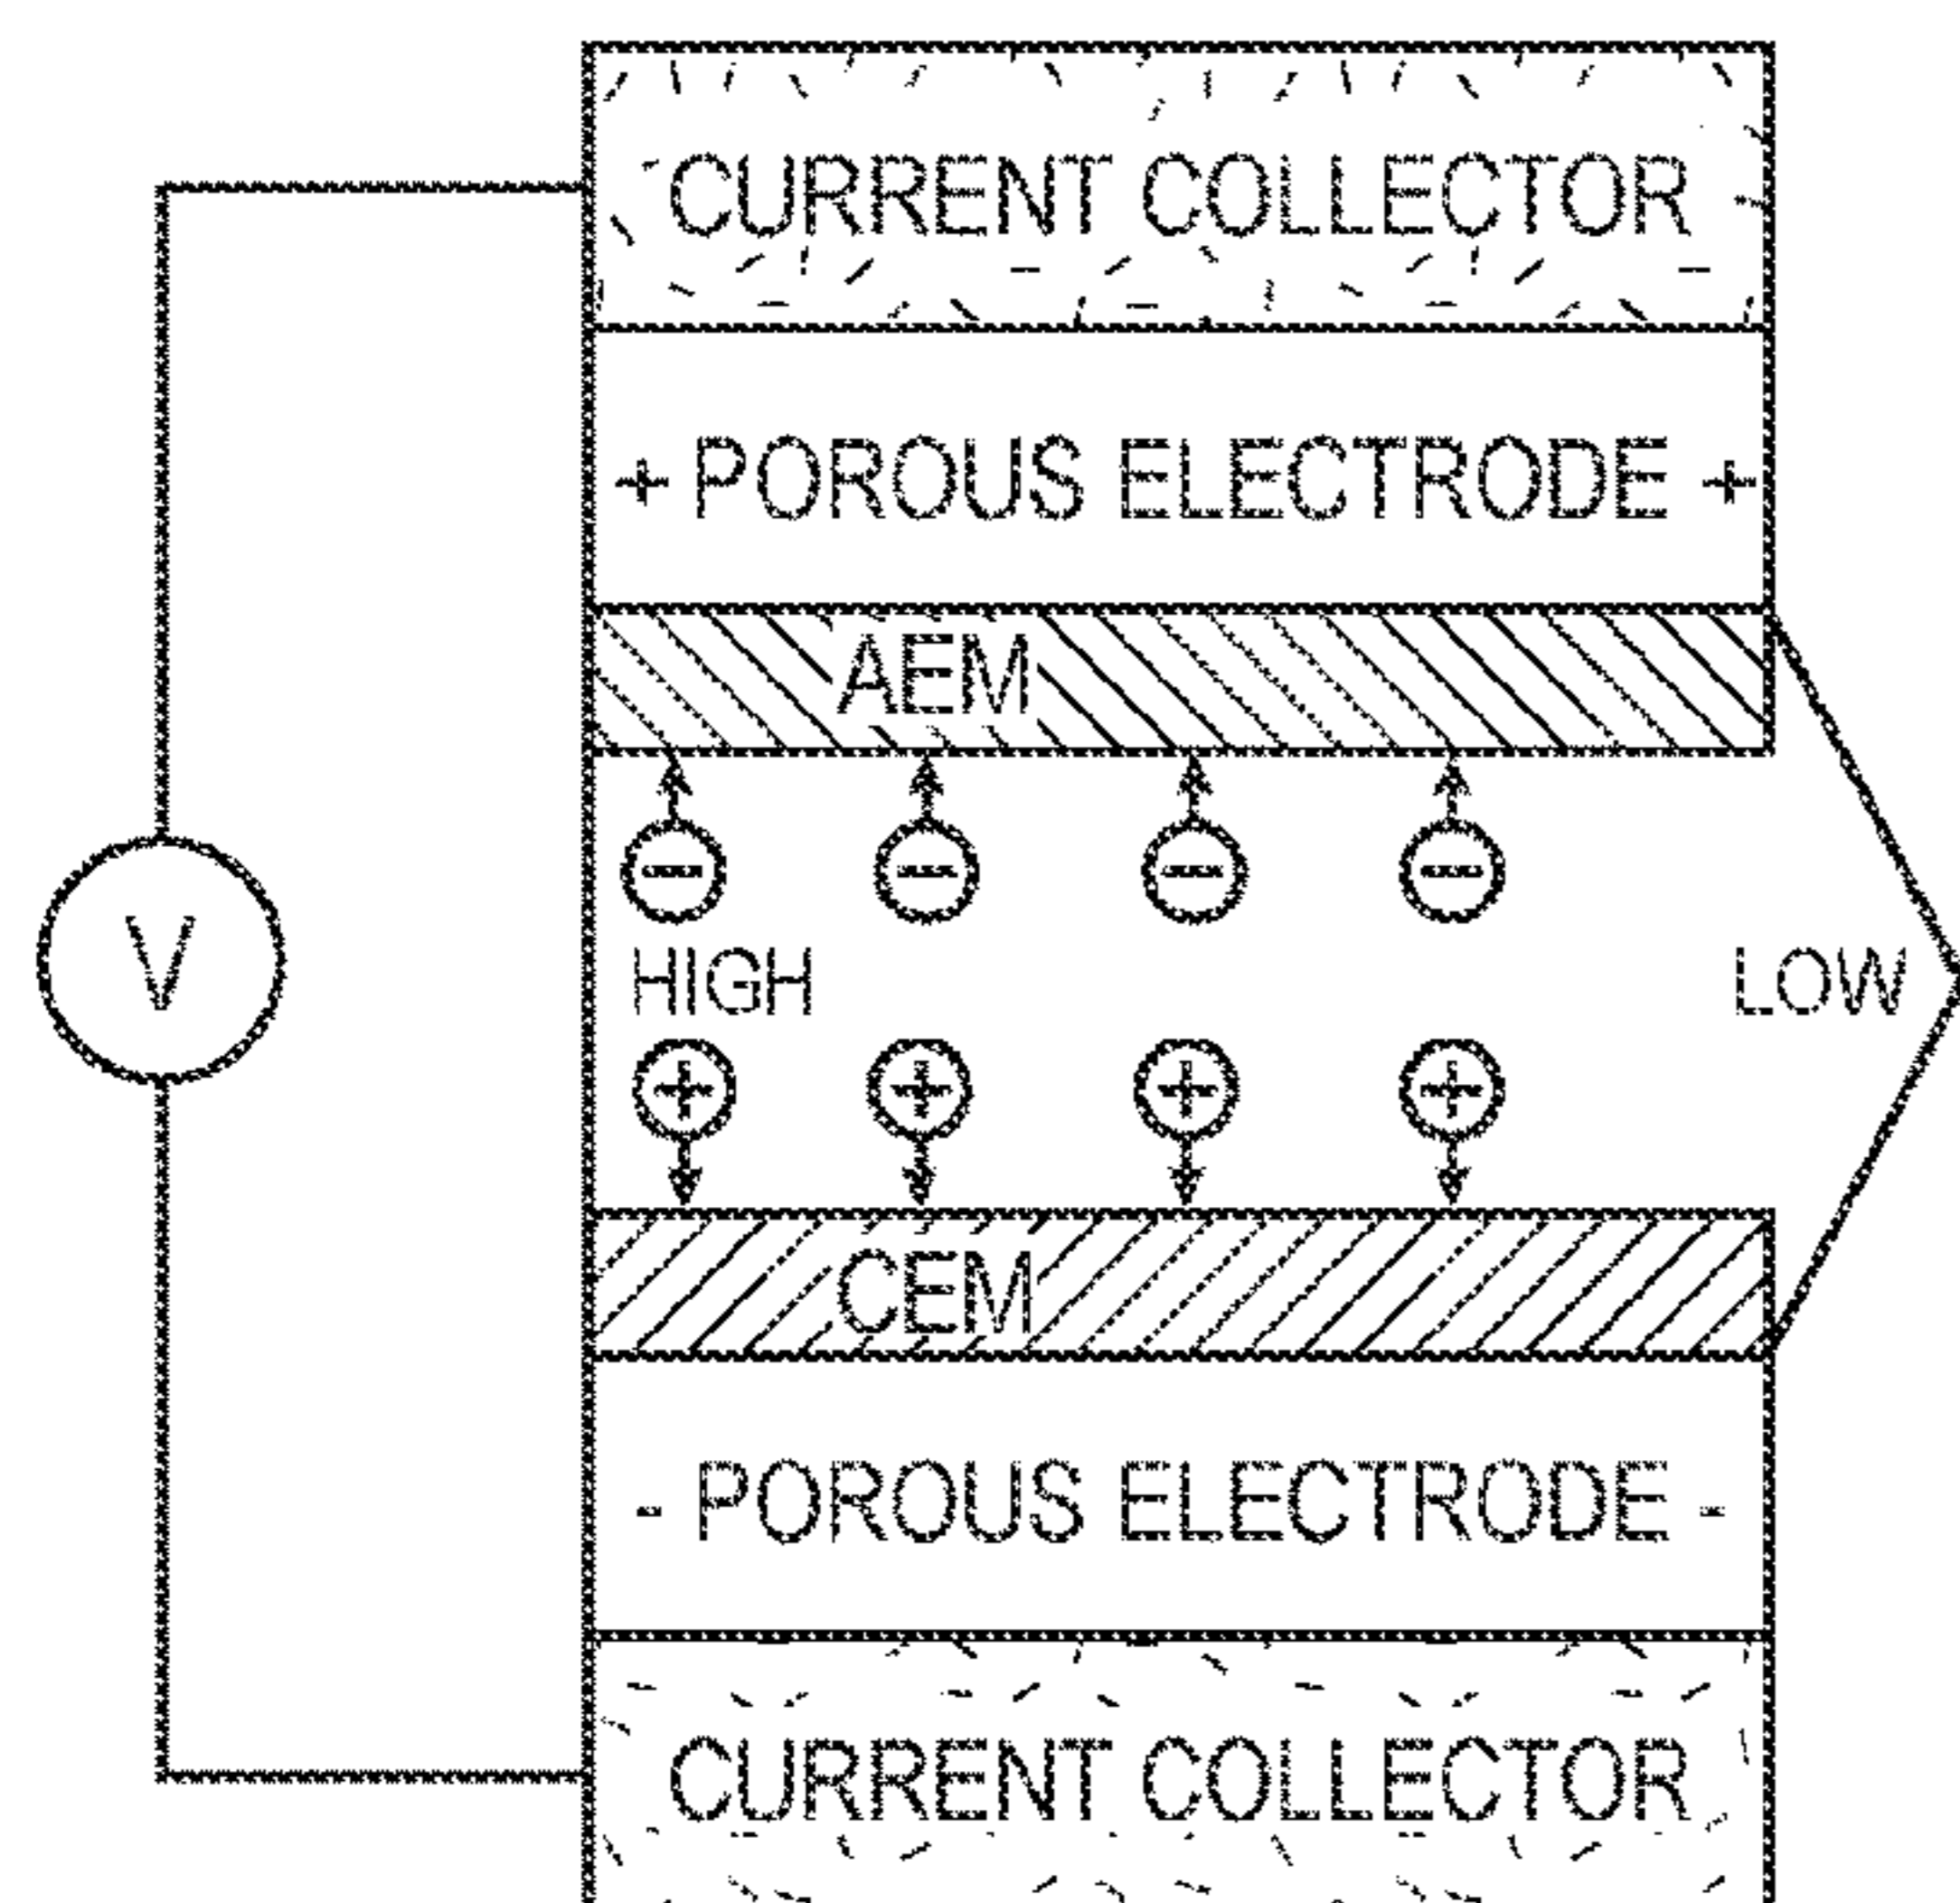 CURRENT COLLECTOR
+ POROUS ELECTRODE +
AEM
HIGH
LOW
V
CEM
- POROUS ELECTRODE -
CURRENT COLLECTOR